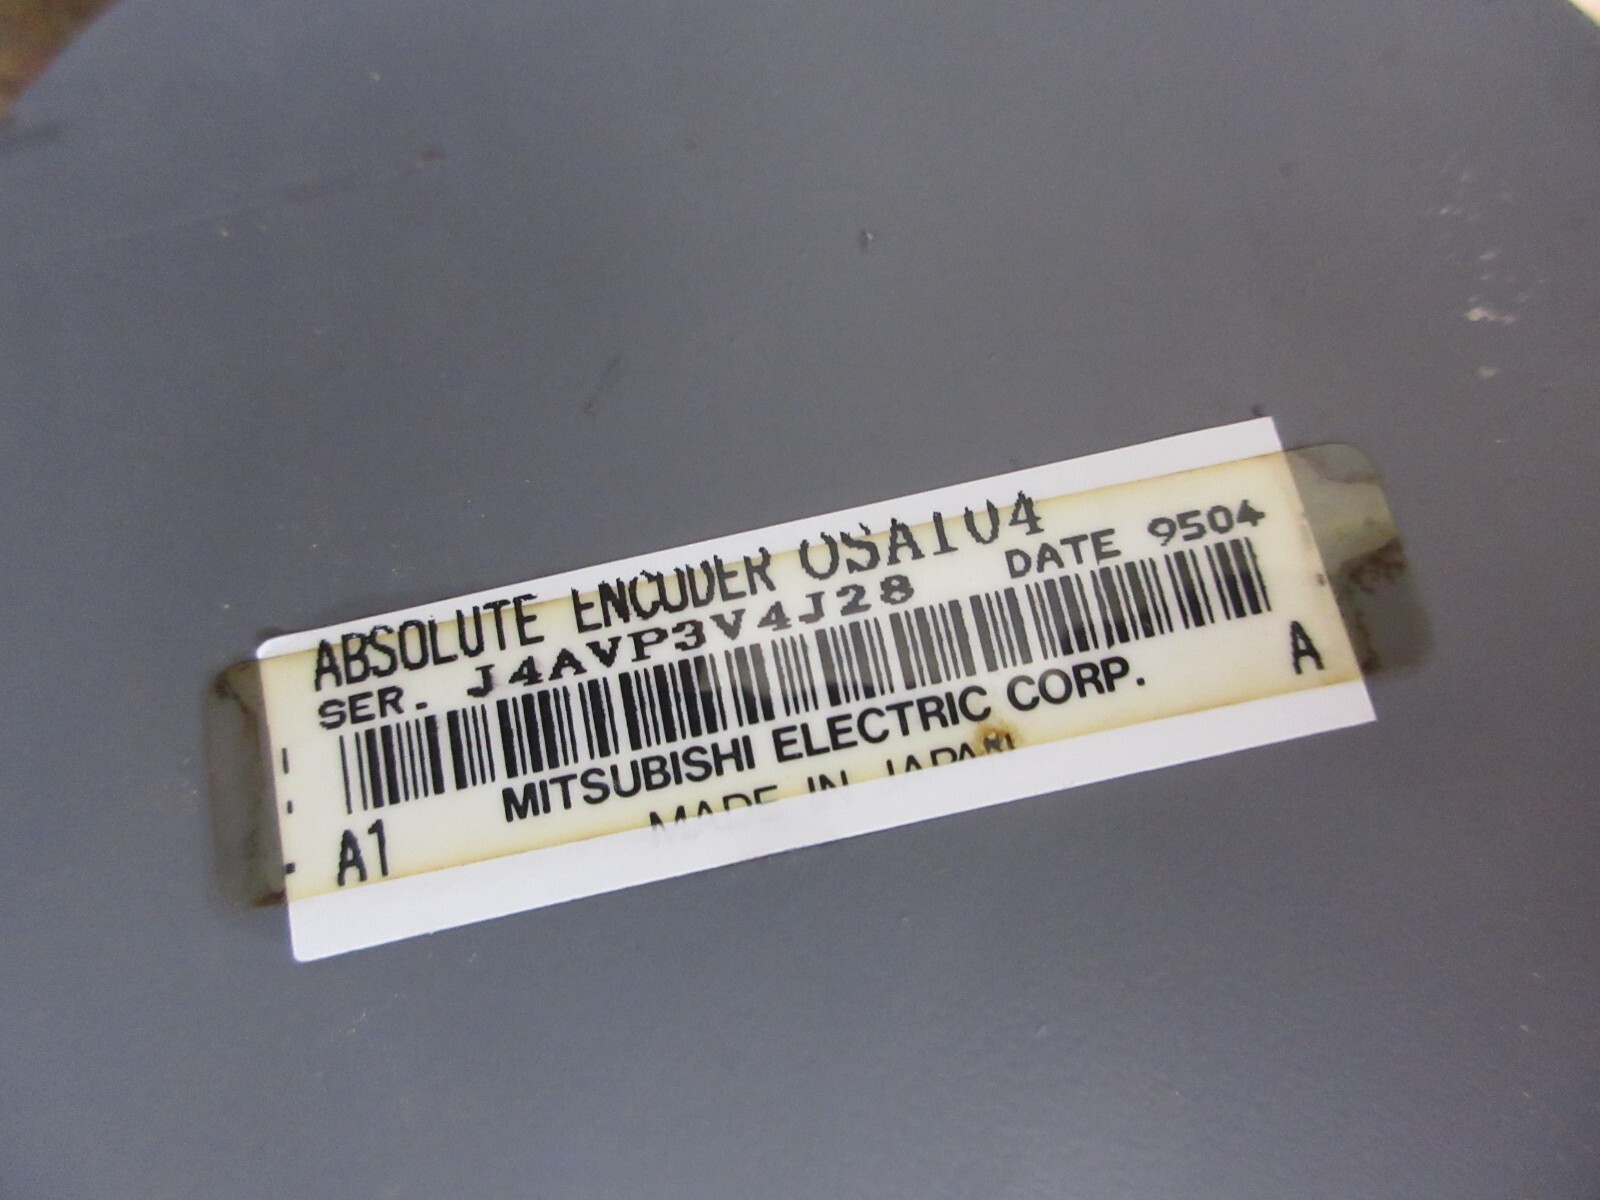 ABSOLUTE ENCODER OSA104
SER. J4AVP3V4J28 DATE 9504
MITSUBISHI ELECTRIC CORP.
A1 MADE IN JAPAN A